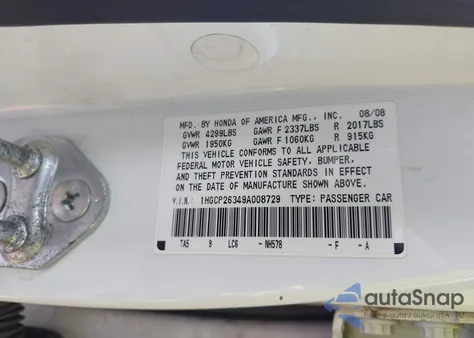 MFD. BY HONDA OF AMERICA MFG., INC. 08/08
GVWR 4299LBS GAWR F 2337LBS R 2017LBS
GVWR 1950KG GAWR F 1060KG R 915KG
THIS VEHICLE CONFORMS TO ALL APPLICABLE
FEDERAL MOTOR VEHICLE SAFETY, BUMPER,
AND THEFT PREVENTION STANDARDS IN EFFECT
ON THE DATE OF MANUFACTURE SHOWN ABOVE.
V.I.N.: 1HGCP26349A008729 TYPE: PASSENGER CAR
TA5 9 LC6 -NH578 -F -A
autoSnap